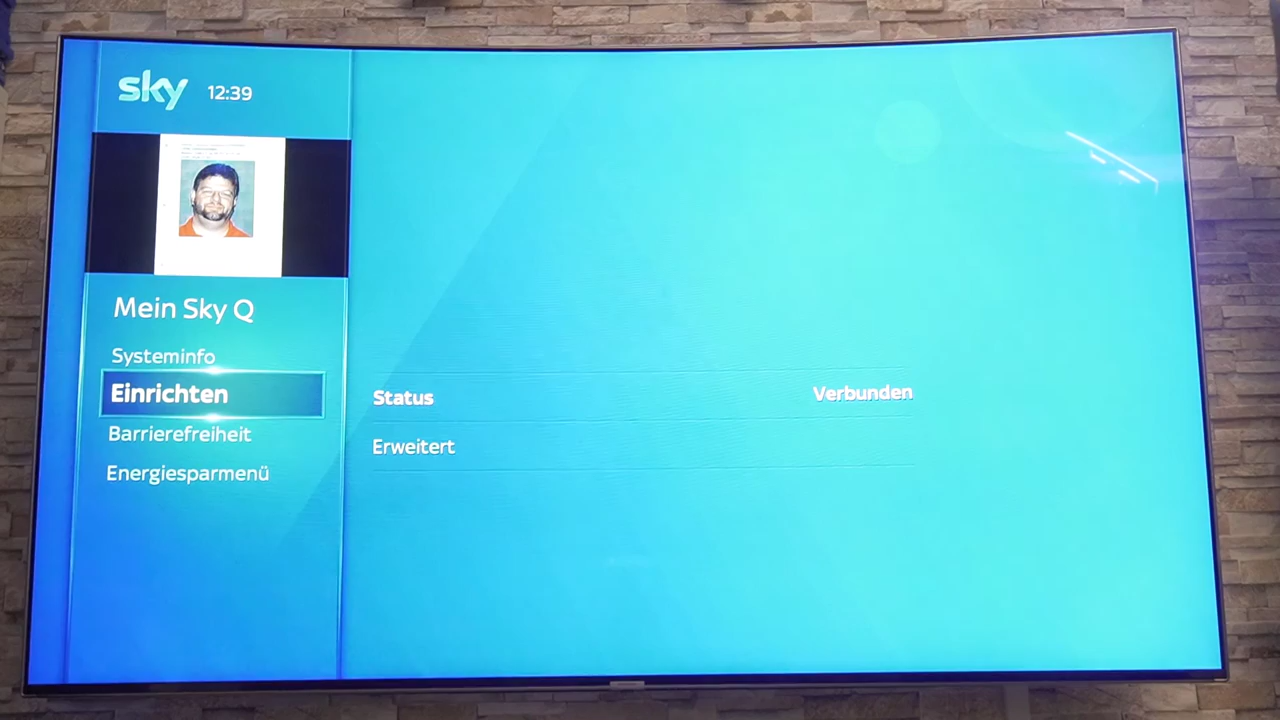 sky 12:39
Mein Sky Q
Systeminfo
Einrichten
Barrierefreiheit
Energiesparmenü
Status Verbunden
Erweitert